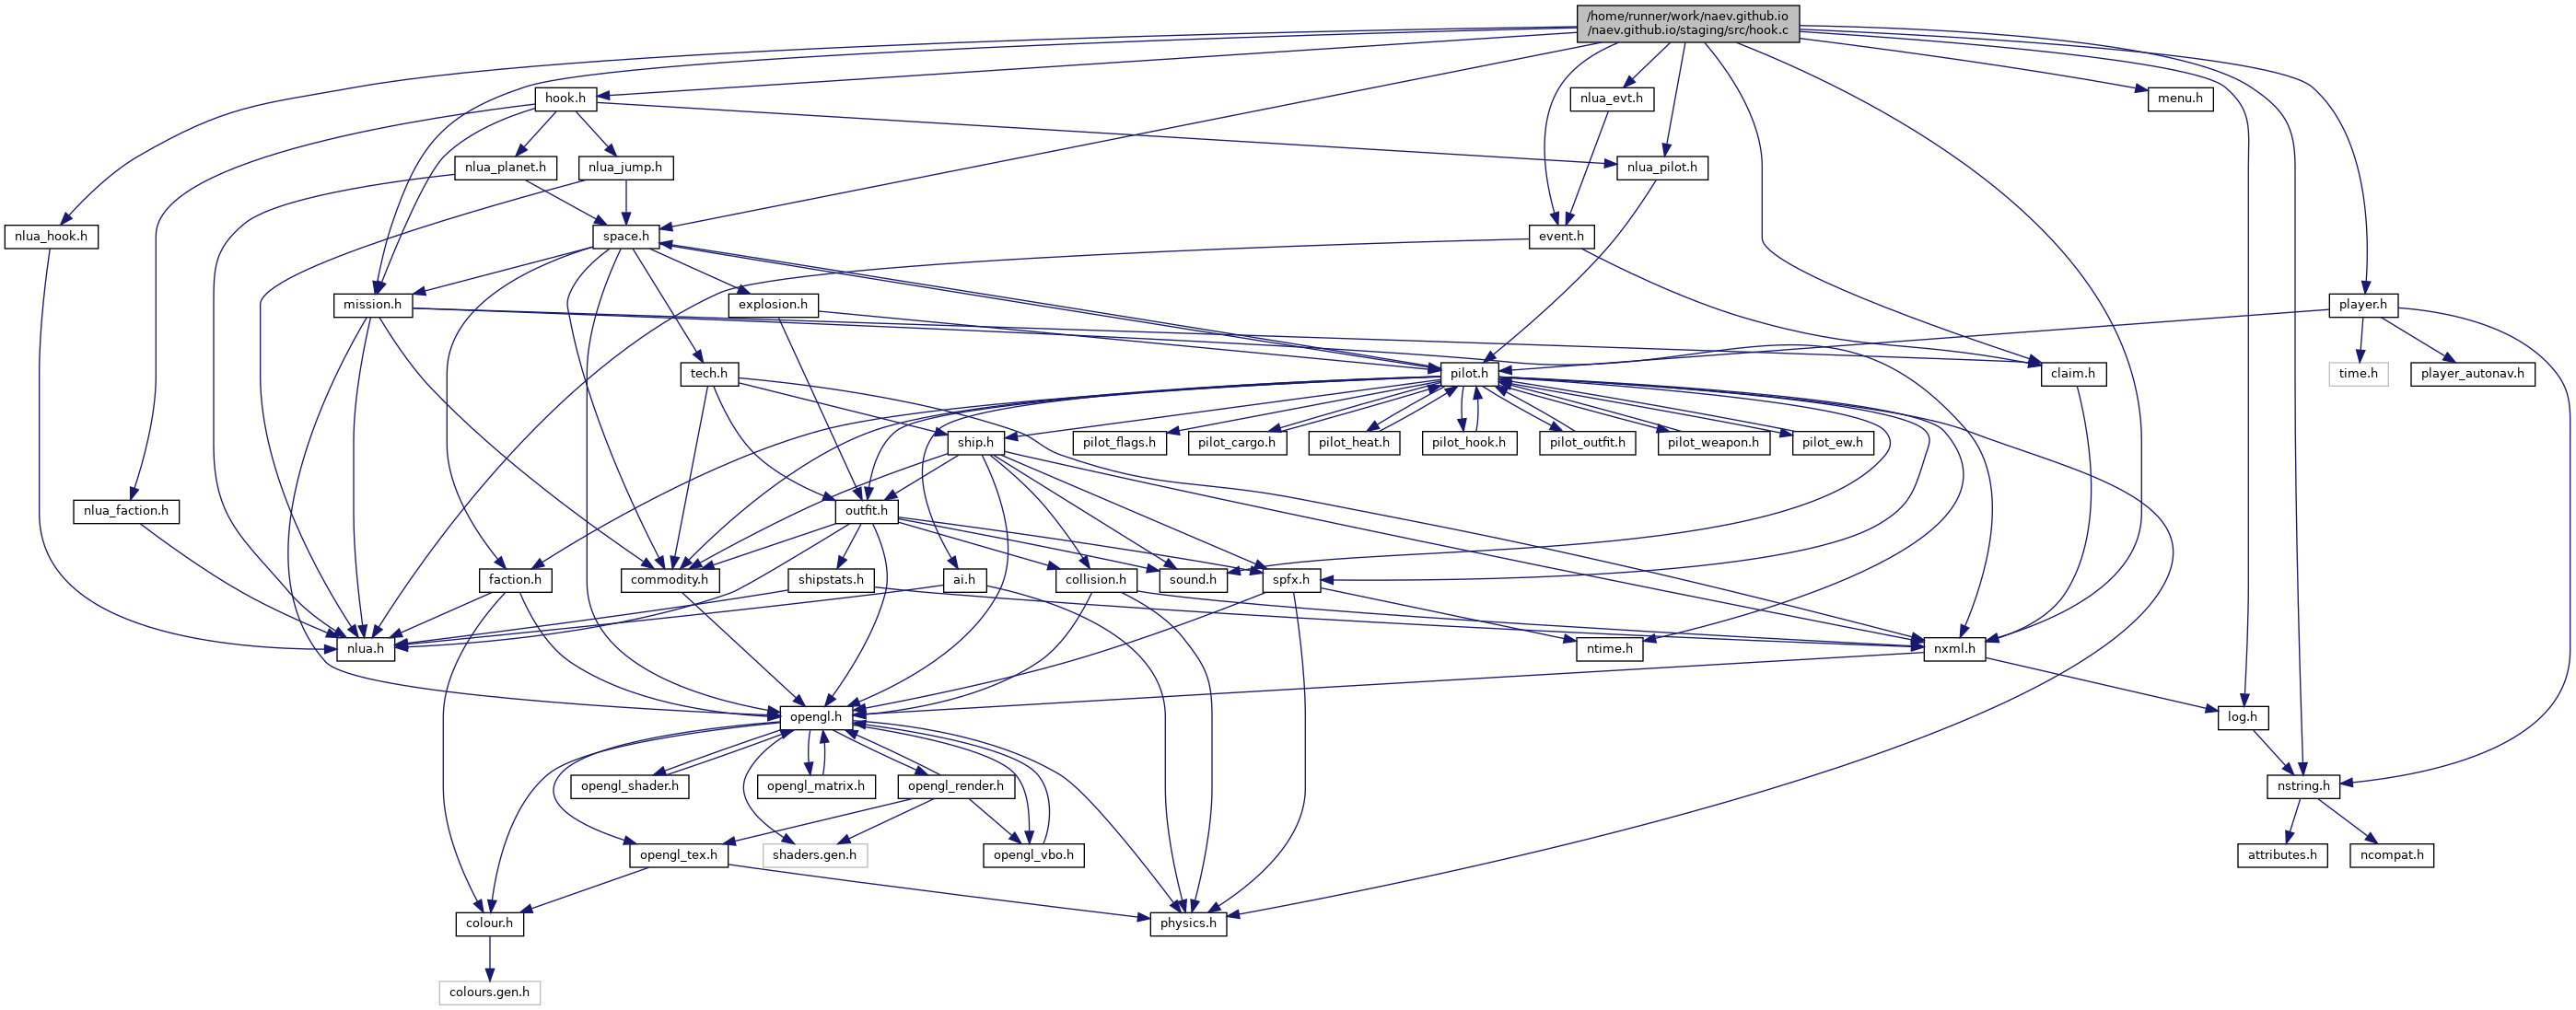 /home/runner/work/naev.github.io
/naev.github.io/staging/src/hook.c
hook.h
nlua_evt.h
menu.h
nlua_planet.h
nlua_jump.h
nlua_pilot.h
nlua_hook.h
space.h
event.h
mission.h
explosion.h
player.h
tech.h
pilot.h
claim.h
time.h
player_autonav.h
ship.h
pilot_flags.h
pilot_cargo.h
pilot_heat.h
pilot_hook.h
pilot_outfit.h
pilot_weapon.h
pilot_ew.h
nlua_faction.h
outfit.h
faction.h
commodity.h
shipstats.h
ai.h
collision.h
sound.h
spfx.h
nlua.h
ntime.h
nxml.h
opengl.h
log.h
opengl_shader.h
opengl_matrix.h
opengl_render.h
nstring.h
opengl_tex.h
shaders.gen.h
opengl_vbo.h
attributes.h
ncompat.h
colour.h
physics.h
colours.gen.h